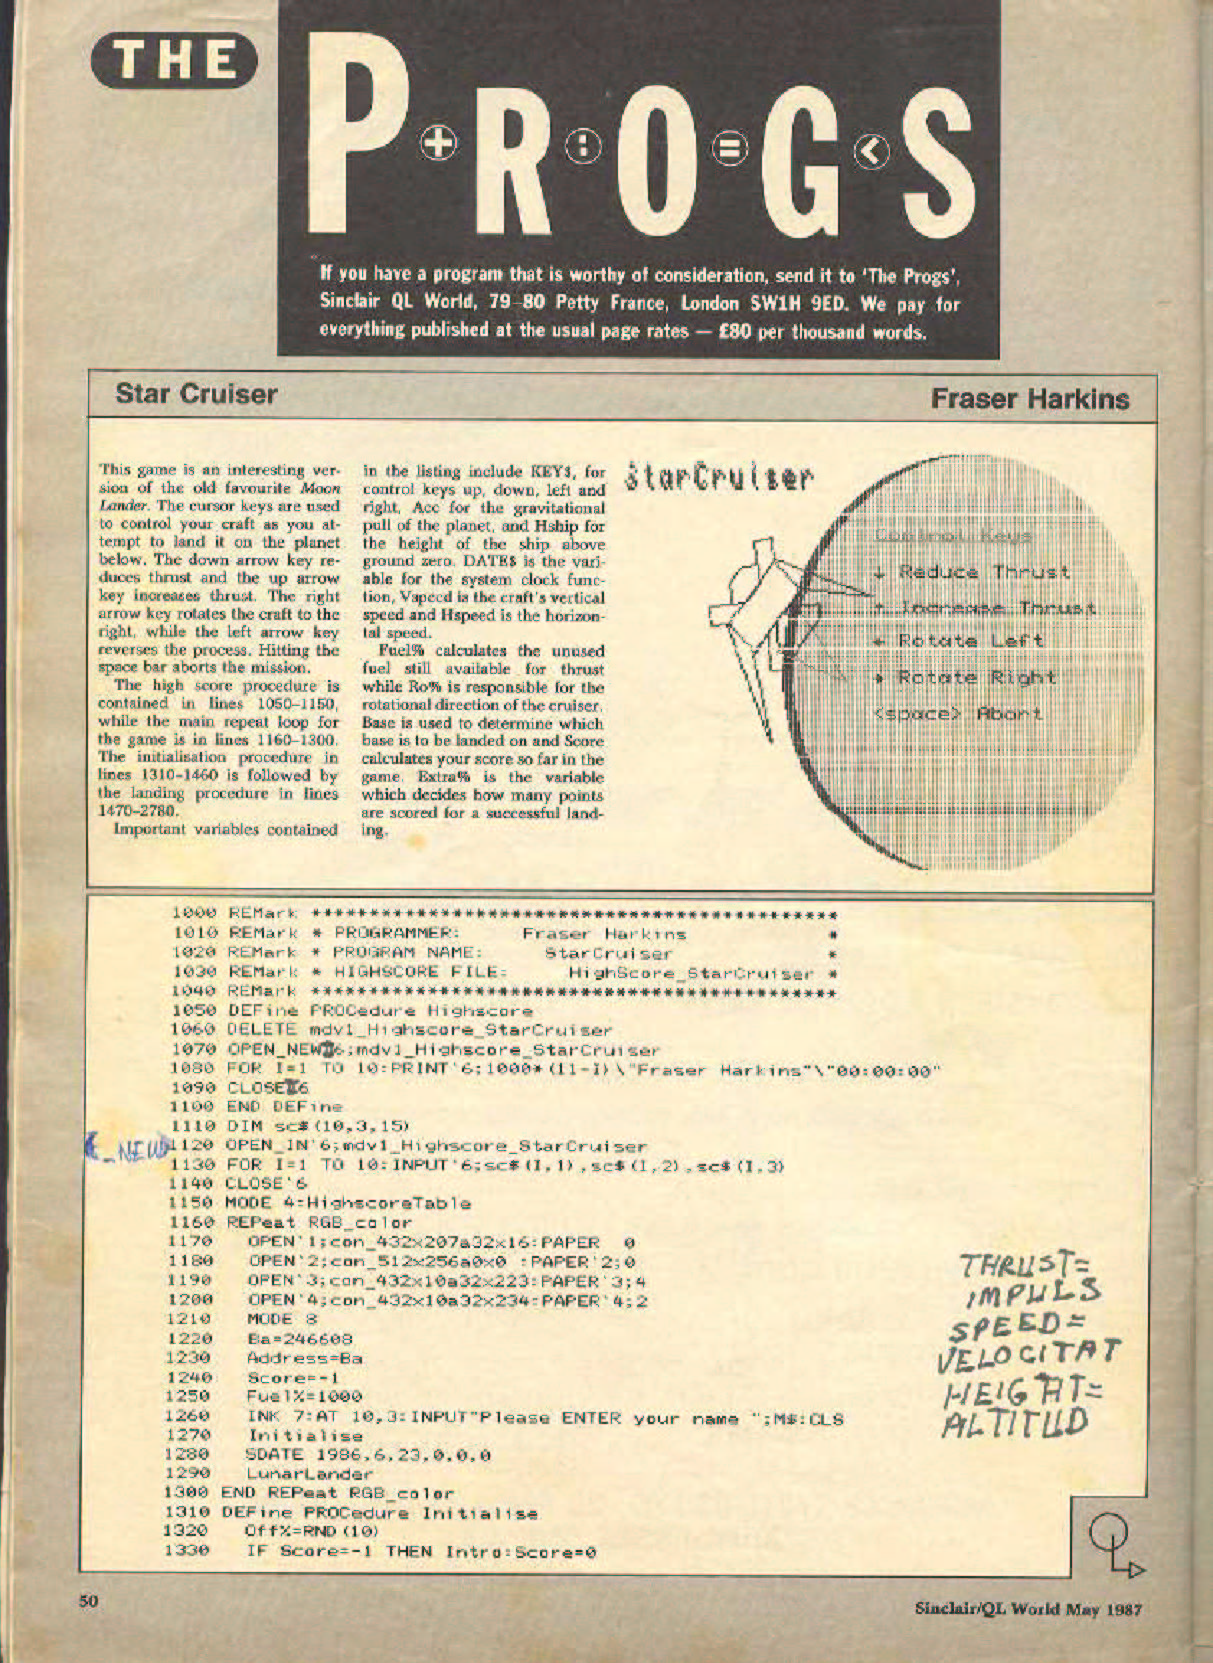 THE
P+R:O=G<S
If you have a program that is worthy of consideration, send it to ‘The Progs’,
Sinclair QL World, 79–80 Petty France, London SW1H 9ED. We pay for
everything published at the usual page rates — £80 per thousand words.
Star Cruiser
Fraser Harkins
This game is an interesting ver-
sion of the old favourite Moon
Lander. The cursor keys are used
to control your craft as you at-
tempt to land it on the planet
below. The down arrow key re-
duces thrust and the up arrow
key increases thrust. The right
arrow key rotates the craft to the
right, while the left arrow key
reverses the process. Hitting the
space bar aborts the mission.
The high score procedure is
contained in lines 1050–1150,
while the main repeat loop for
the game is in lines 1160–1300.
The initialisation procedure in
lines 1310–1460 is followed by
the landing procedure in lines
1470–2780.
Important variables contained
in the listing include KEY$, for
control keys up, down, left and
right, Acc for the gravitational
pull of the planet, and Hship for
the height of the ship above
ground zero. DATE$ is the vari-
able for the system clock func-
tion, Vspeed is the craft's vertical
speed and Hspeed is the horizon-
tal speed.
Fuel% calculates the unused
fuel still available for thrust
while Ro% is responsible for the
rotational direction of the cruiser.
Base is used to determine which
base is to be landed on and Score
calculates your score so far in the
game. Extra% is the variable
which decides how many points
are scored for a successful land-
ing.
StarCruiser
Control Keys
↓ Reduce Thrust
↑ Increase Thrust
← Rotate Left
→ Rotate Right
<space> Abort
1000 REMark *********************************************
1010 REMark * PROGRAMMER: Fraser Harkins *
1020 REMark * PROGRAM NAME: StarCruiser *
1030 REMark * HIGHSCORE FILE: HighScore_StarCruiser *
1040 REMark *********************************************
1050 DEFine PROCedure Highscore
1060 DELETE mdv1_Highscore_StarCruiser
1070 OPEN_NEW#6;mdv1_Highscore_StarCruiser
1080 FOR I=1 TO 10:PRINT`6;1000*(11-I)\"Fraser Harkins"\"00:00:00"
1090 CLOSE#6
1100 END DEFine
1110 DIM sc$(10,3,15)
_NEW
1120 OPEN_IN`6;mdv1_Highscore_StarCruiser
1130 FOR I=1 TO 10:INPUT`6;sc$(I,1),sc$(I,2),sc$(I,3)
1140 CLOSE`6
1150 MODE 4:HighscoreTable
1160 REPeat RGB_color
1170 OPEN`1;con_432x207a32x16:PAPER 0
1180 OPEN`2;con_512x256a0x0 :PAPER`2;0
1190 OPEN`3;con_432x10a32x223:PAPER`3;4
1200 OPEN`4;con_432x10a32x234:PAPER`4;2
1210 MODE 8
1220 Ba=246608
1230 Address=Ba
1240 Score=-1
1250 Fuel%=1000
1260 INK 7:AT 10,3:INPUT"Please ENTER your name ";M$:CLS
1270 Initialise
1280 SDATE 1986,6,23,0,0,0
1290 LunarLander
1300 END REPeat RGB_color
1310 DEFine PROCedure Initialise
1320 Off%=RND(10)
1330 IF Score=-1 THEN Intro:Score=0
THRUST=
IMPULS
SPEED=
VELOCITAT
HEIGHT=
ALTITUD
QL
50
Sinclair/QL World May 1987